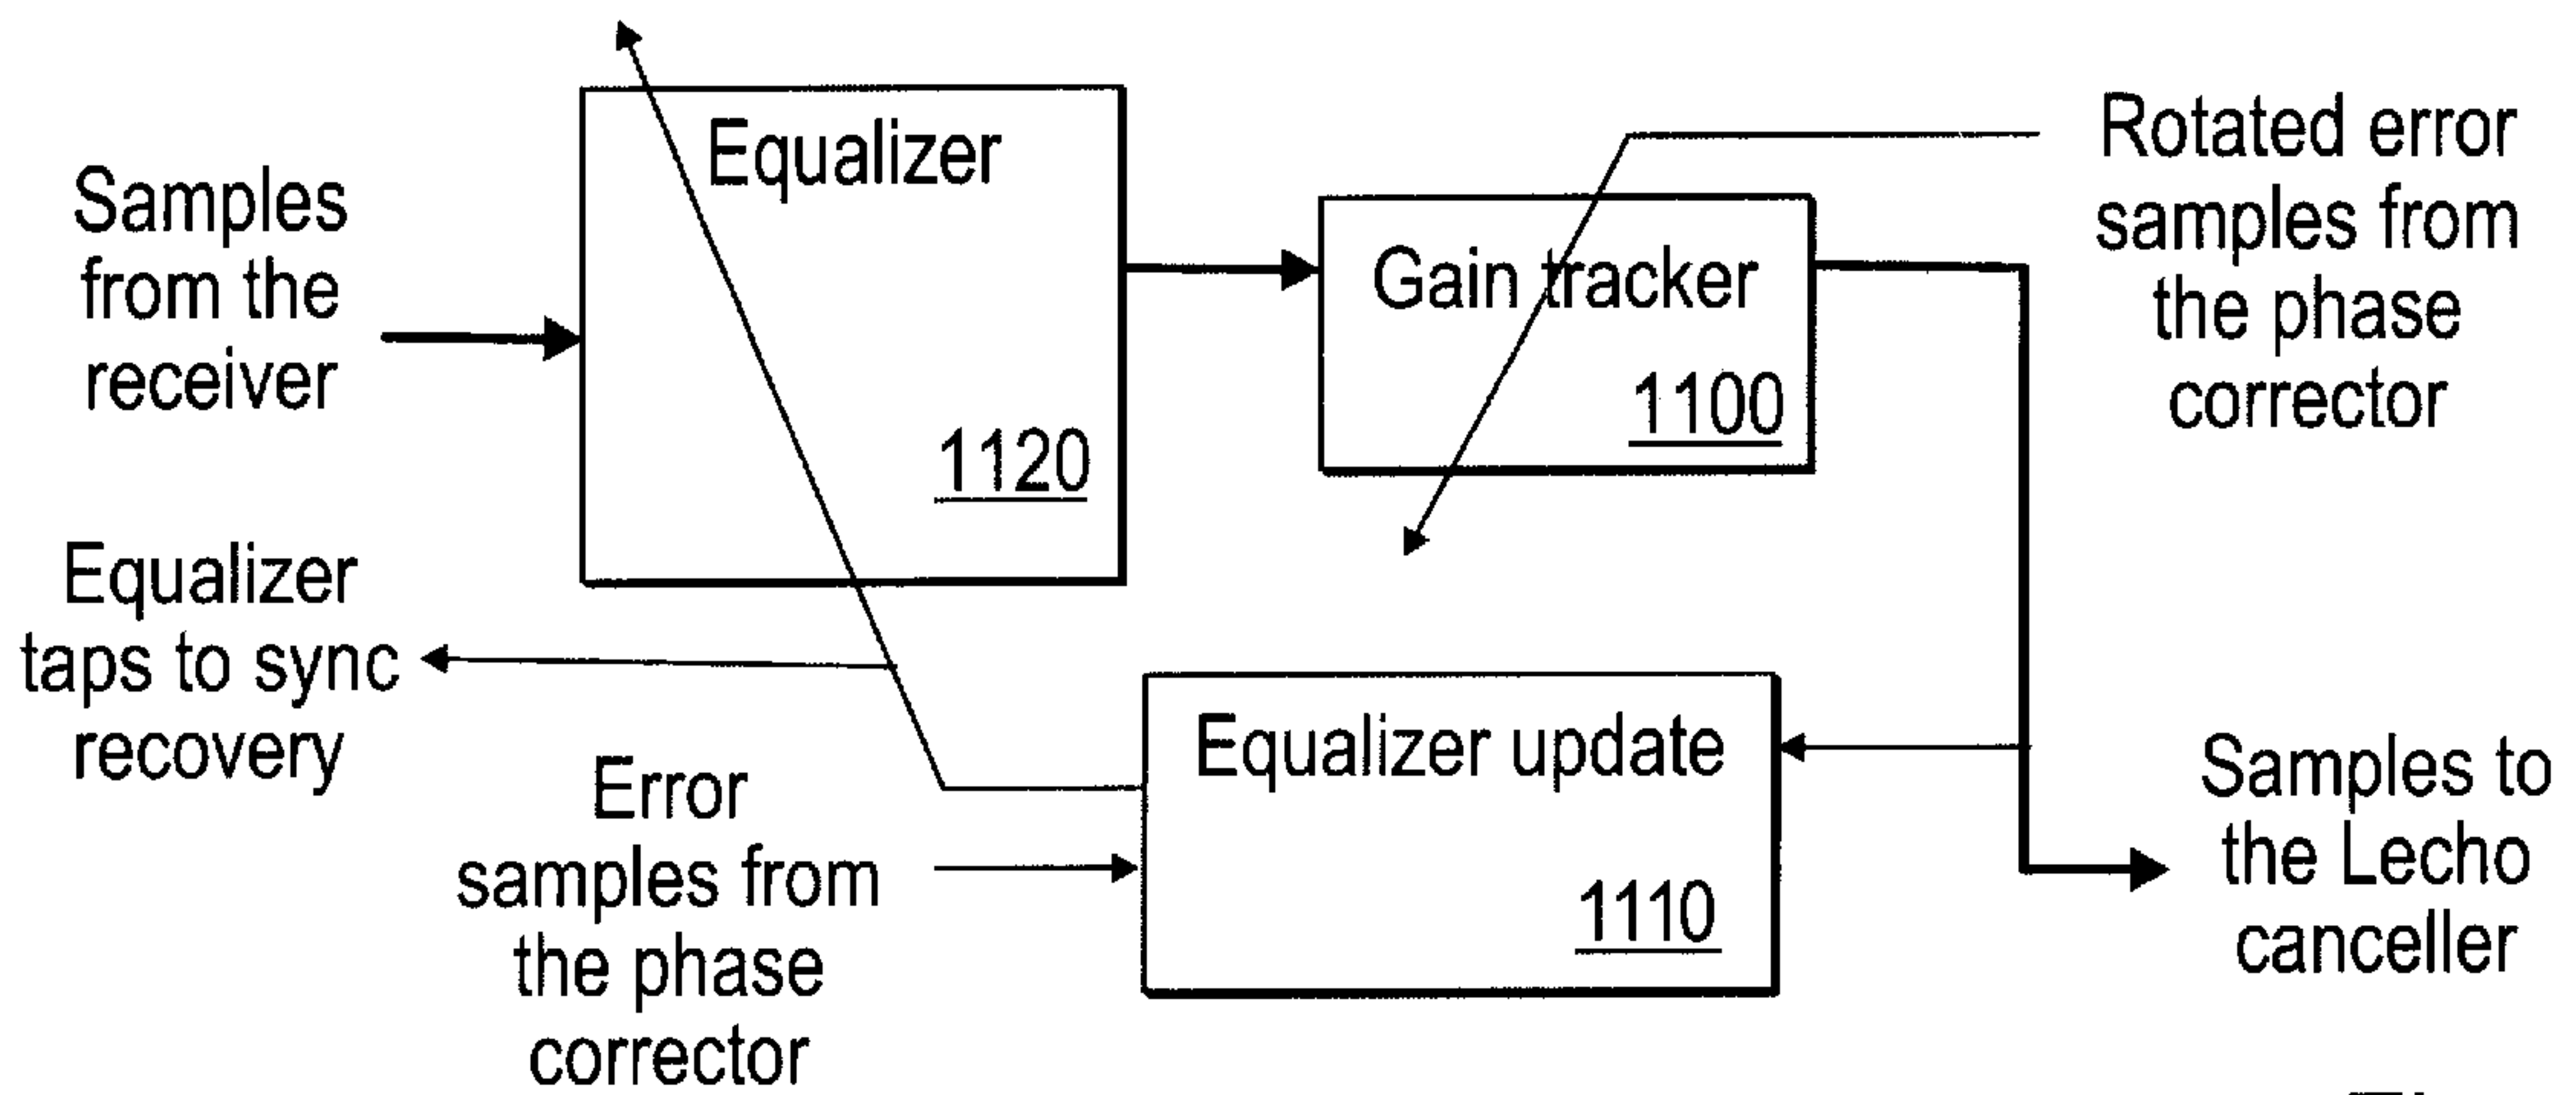 Samples
from the
receiver
Equalizer
1120
Gain tracker
1100
Rotated error
samples from
the phase
corrector
Equalizer
taps to sync
recovery
Error
samples from
the phase
corrector
Equalizer update
1110
Samples to
the Lecho
canceller